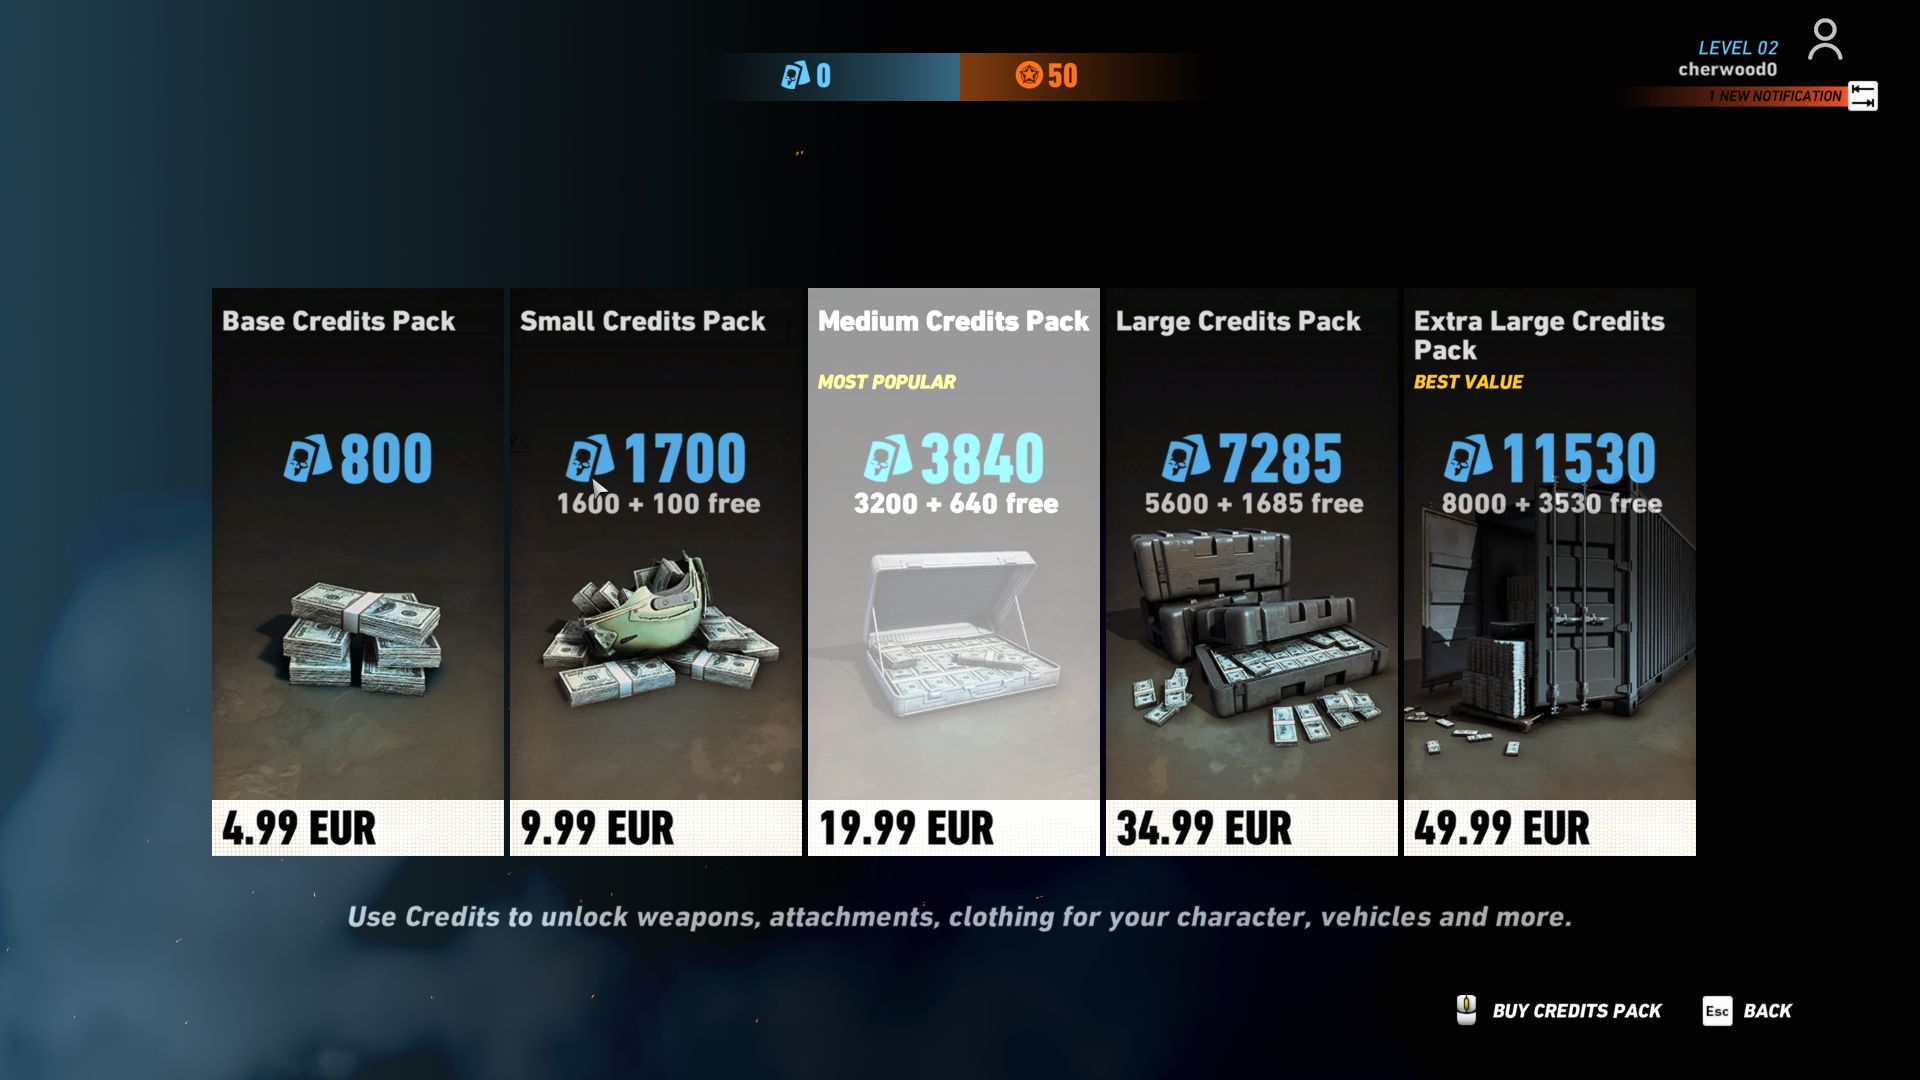 0
50
LEVEL 02
cherwood0
1 NEW NOTIFICATION
Base Credits Pack
800
4.99 EUR
Small Credits Pack
1700
1600 + 100 free
9.99 EUR
Medium Credits Pack
MOST POPULAR
3840
3200 + 640 free
19.99 EUR
Large Credits Pack
7285
5600 + 1685 free
34.99 EUR
Extra Large Credits
Pack
BEST VALUE
11530
8000 + 3530 free
49.99 EUR
Use Credits to unlock weapons, attachments, clothing for your character, vehicles and more.
BUY CREDITS PACK
Esc BACK